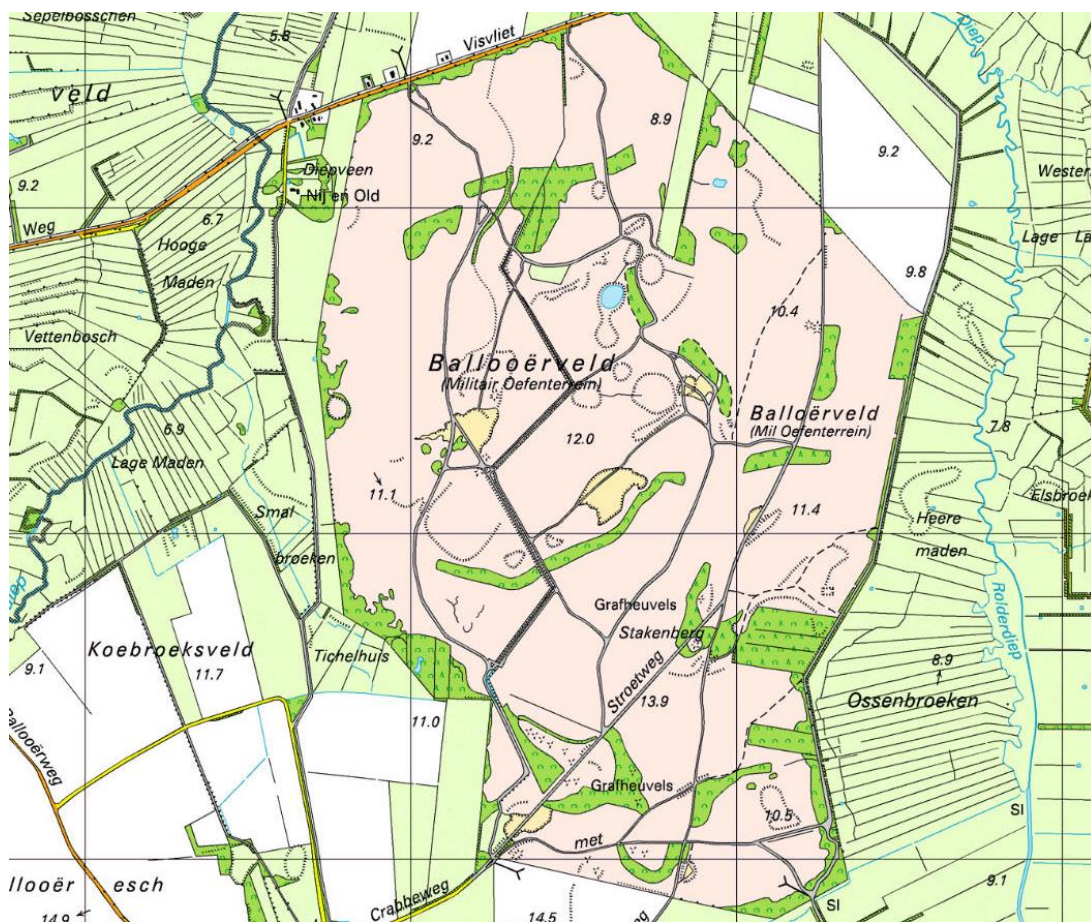 Sepelbosschen
5.8
Visvliet
Diep
veld
9.2
8.9
9.2
9.2
Diepveen
Nij en Old
Weg
6.7
Hooge
Maden
Lage
9.8
10.4
Vettenbosch
Ballooërveld
(Militair Oefenterrein)
Balloërveld
(Mil Oefenterrein)
12.0
7.8
6.9
Lage Maden
11.1
Smal
broeken
11.4
Heere
maden
Grafheuvels
Stakenberg
Rolderdiep
Koebroeksveld
11.7
9.1
Tichelhuis
Stroetweg
13.9
8.9
Ossenbroeken
11.0
Ballooërweg
Grafheuvels
10.5
met
Sl
llooër esch
Crabbeweg
14.9
14.5
Sl
9.1